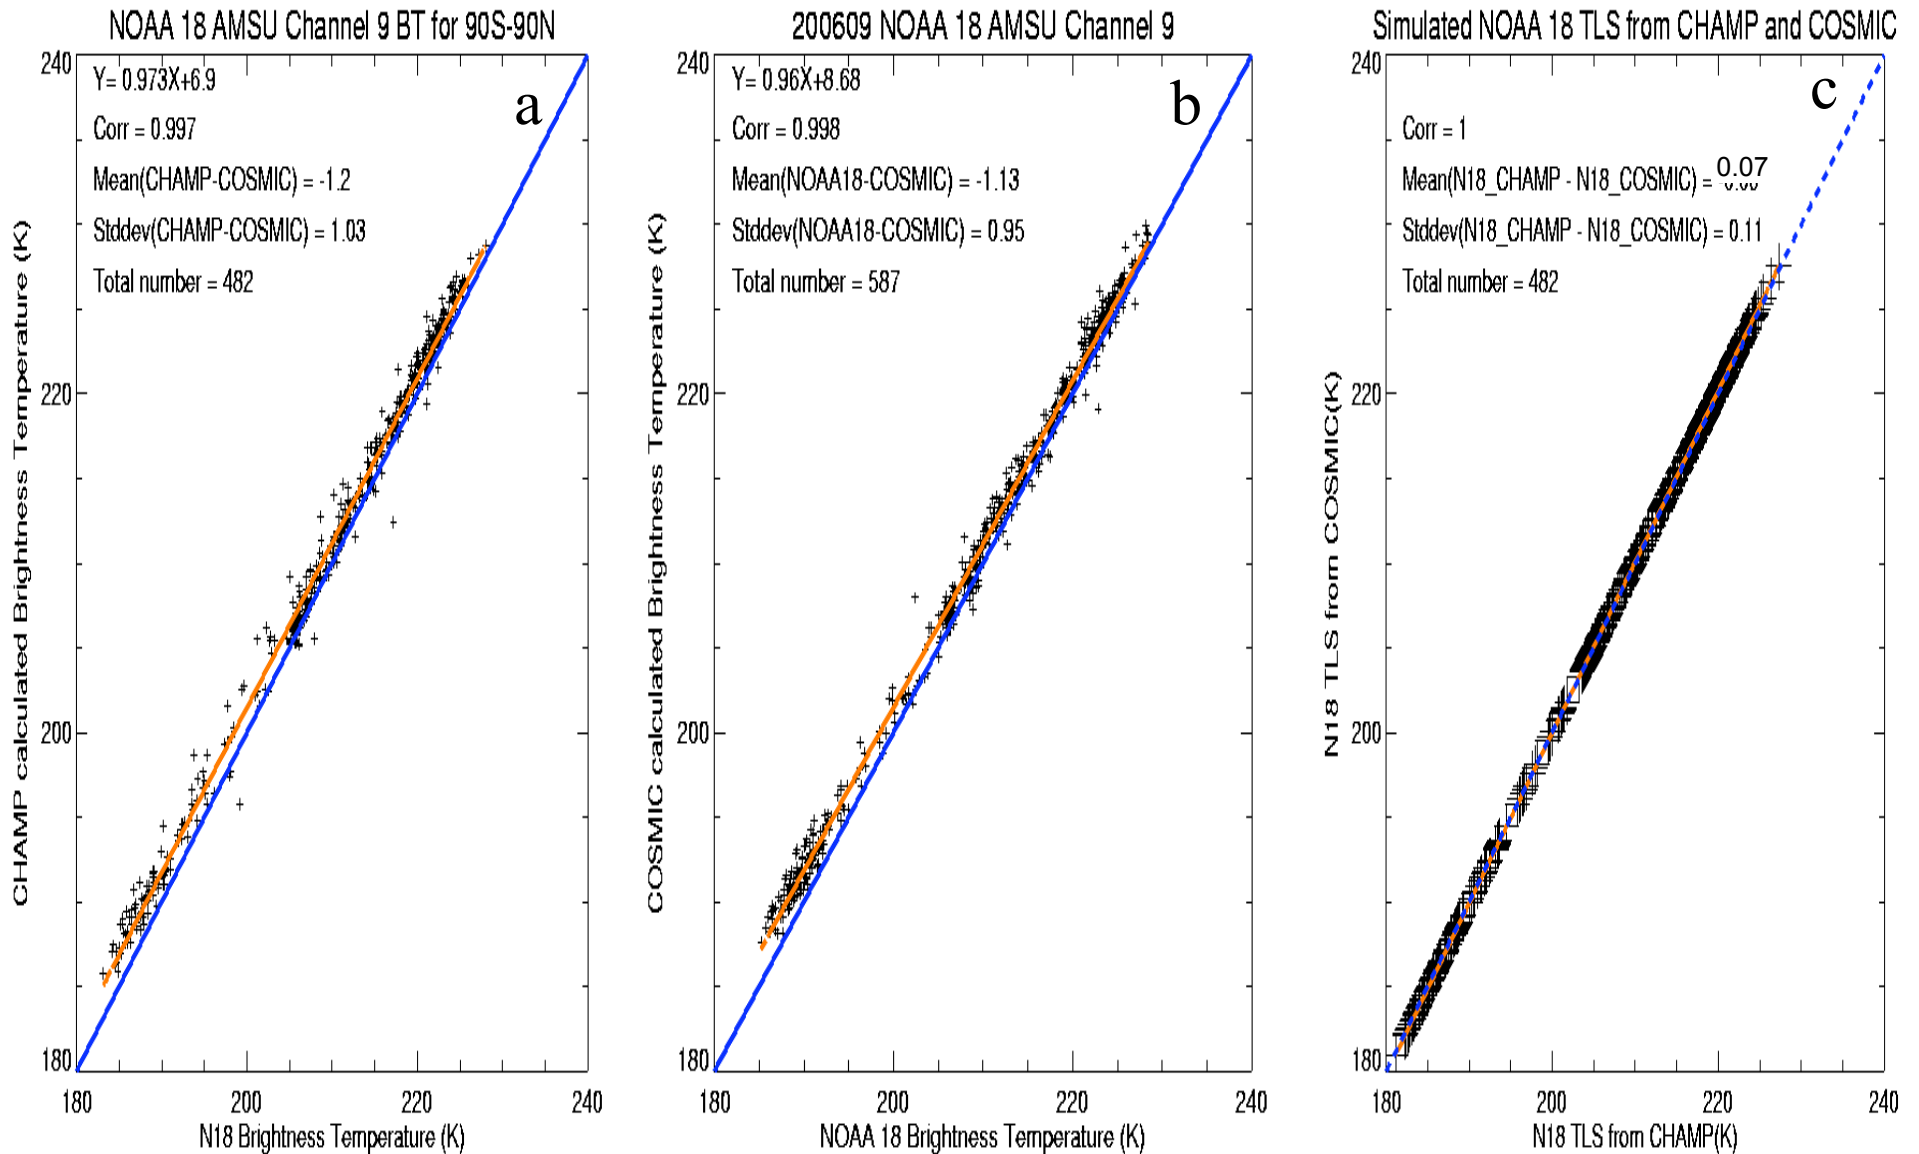 NOAA 18 AMSU Channel 9 BT for 90S-90N
a
Y= 0.973X+6.9
Corr = 0.997
Mean(CHAMP-COSMIC) = -1.2
Stddev(CHAMP-COSMIC) = 1.03
Total number = 482
240
220
200
180
CHAMP calculated Brightness Temperature (K)
180 200 220 240
N18 Brightness Temperature (K)
200609 NOAA 18 AMSU Channel 9
b
Y= 0.96X+8.68
Corr = 0.998
Mean(NOAA18-COSMIC) = -1.13
Stddev(NOAA18-COSMIC) = 0.95
Total number = 587
240
220
200
180
COSMIC calculated Brightness Temperature (K)
180 200 220 240
NOAA 18 Brightness Temperature (K)
Simulated NOAA 18 TLS from CHAMP and COSMIC
c
Corr = 1
Mean(N18_CHAMP - N18_COSMIC) = 0.07
Stddev(N18_CHAMP - N18_COSMIC) = 0.11
Total number = 482
240
220
200
180
N18 TLS from COSMIC(K)
180 200 220 240
N18 TLS from CHAMP(K)